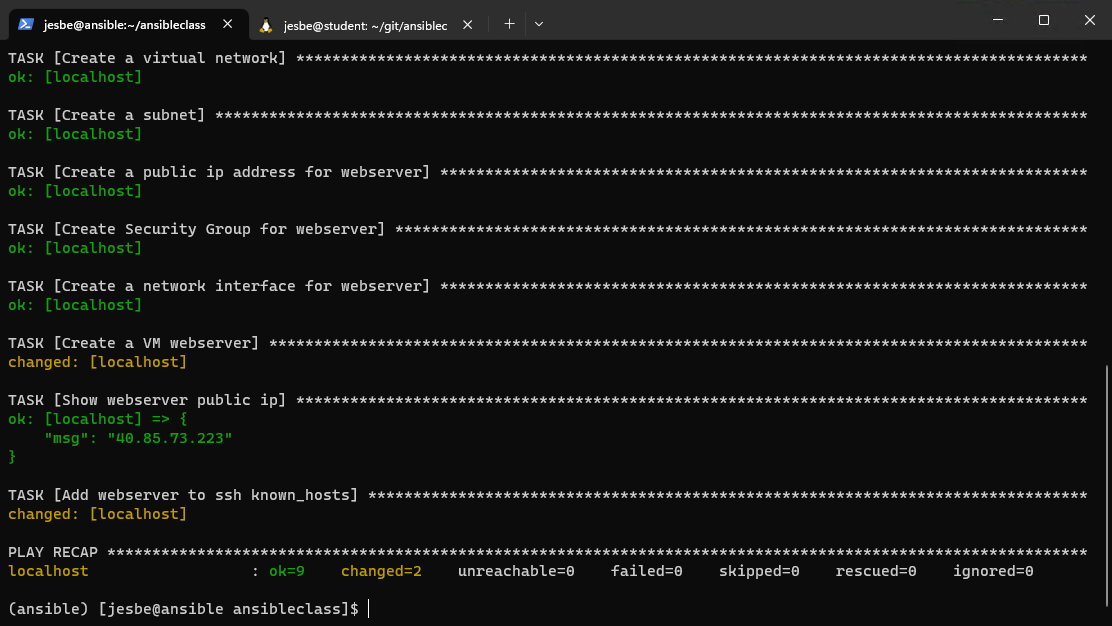 jesbe@ansible:~/ansibleclass
jesbe@student: ~/git/ansiblec
TASK [Create a virtual network] ****************************************************************************************
ok: [localhost]
TASK [Create a subnet] *************************************************************************************************
ok: [localhost]
TASK [Create a public ip address for webserver] ************************************************************************
ok: [localhost]
TASK [Create Security Group for webserver] *****************************************************************************
ok: [localhost]
TASK [Create a network interface for webserver] ************************************************************************
ok: [localhost]
TASK [Create a VM webserver] *******************************************************************************************
changed: [localhost]
TASK [Show webserver public ip] ****************************************************************************************
ok: [localhost] => {
    "msg": "40.85.73.223"
}
TASK [Add webserver to ssh known_hosts] ********************************************************************************
changed: [localhost]
PLAY RECAP *************************************************************************************************************
localhost                  : ok=9    changed=2    unreachable=0    failed=0    skipped=0    rescued=0    ignored=0
(ansible) [jesbe@ansible ansibleclass]$